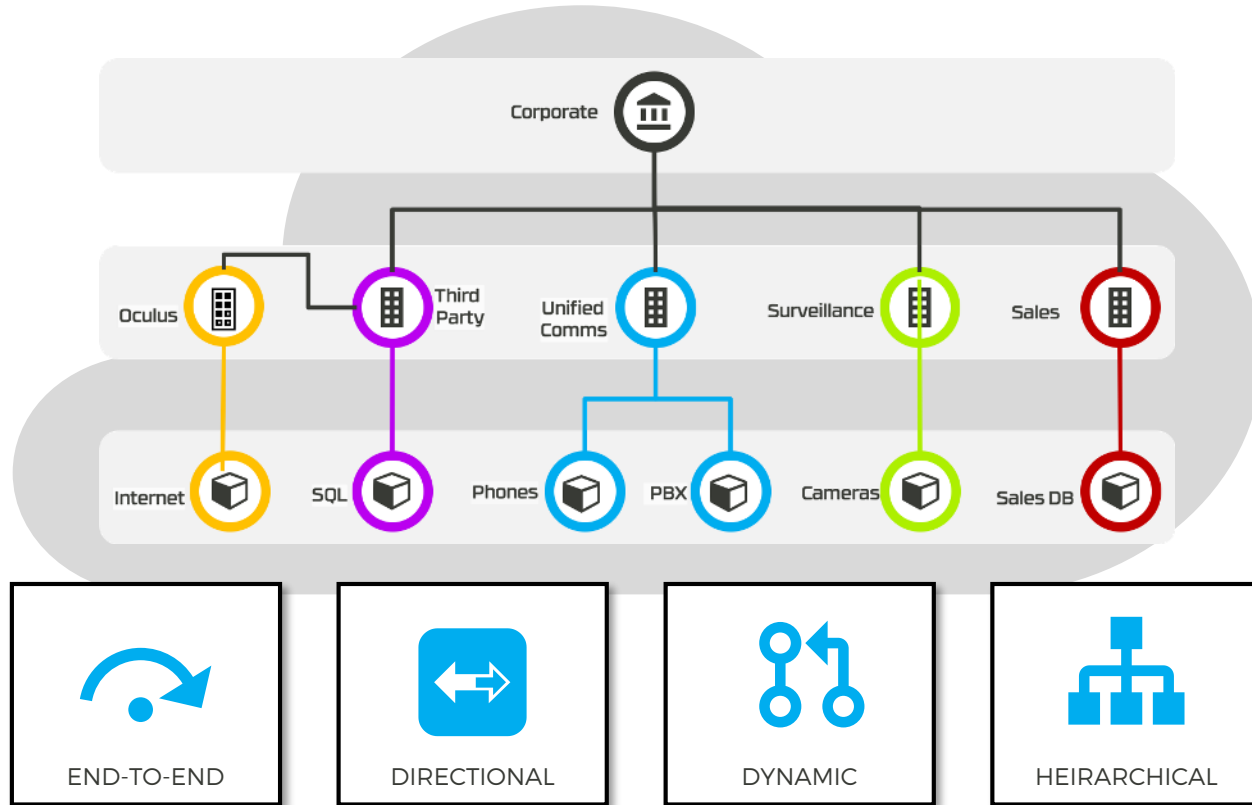 Corporate
Oculus
Third
Party
Unified
Comms
Surveillance
Sales
Internet
SQL
Phones
PBX
Cameras
Sales DB
END-TO-END
DIRECTIONAL
DYNAMIC
HEIRARCHICAL